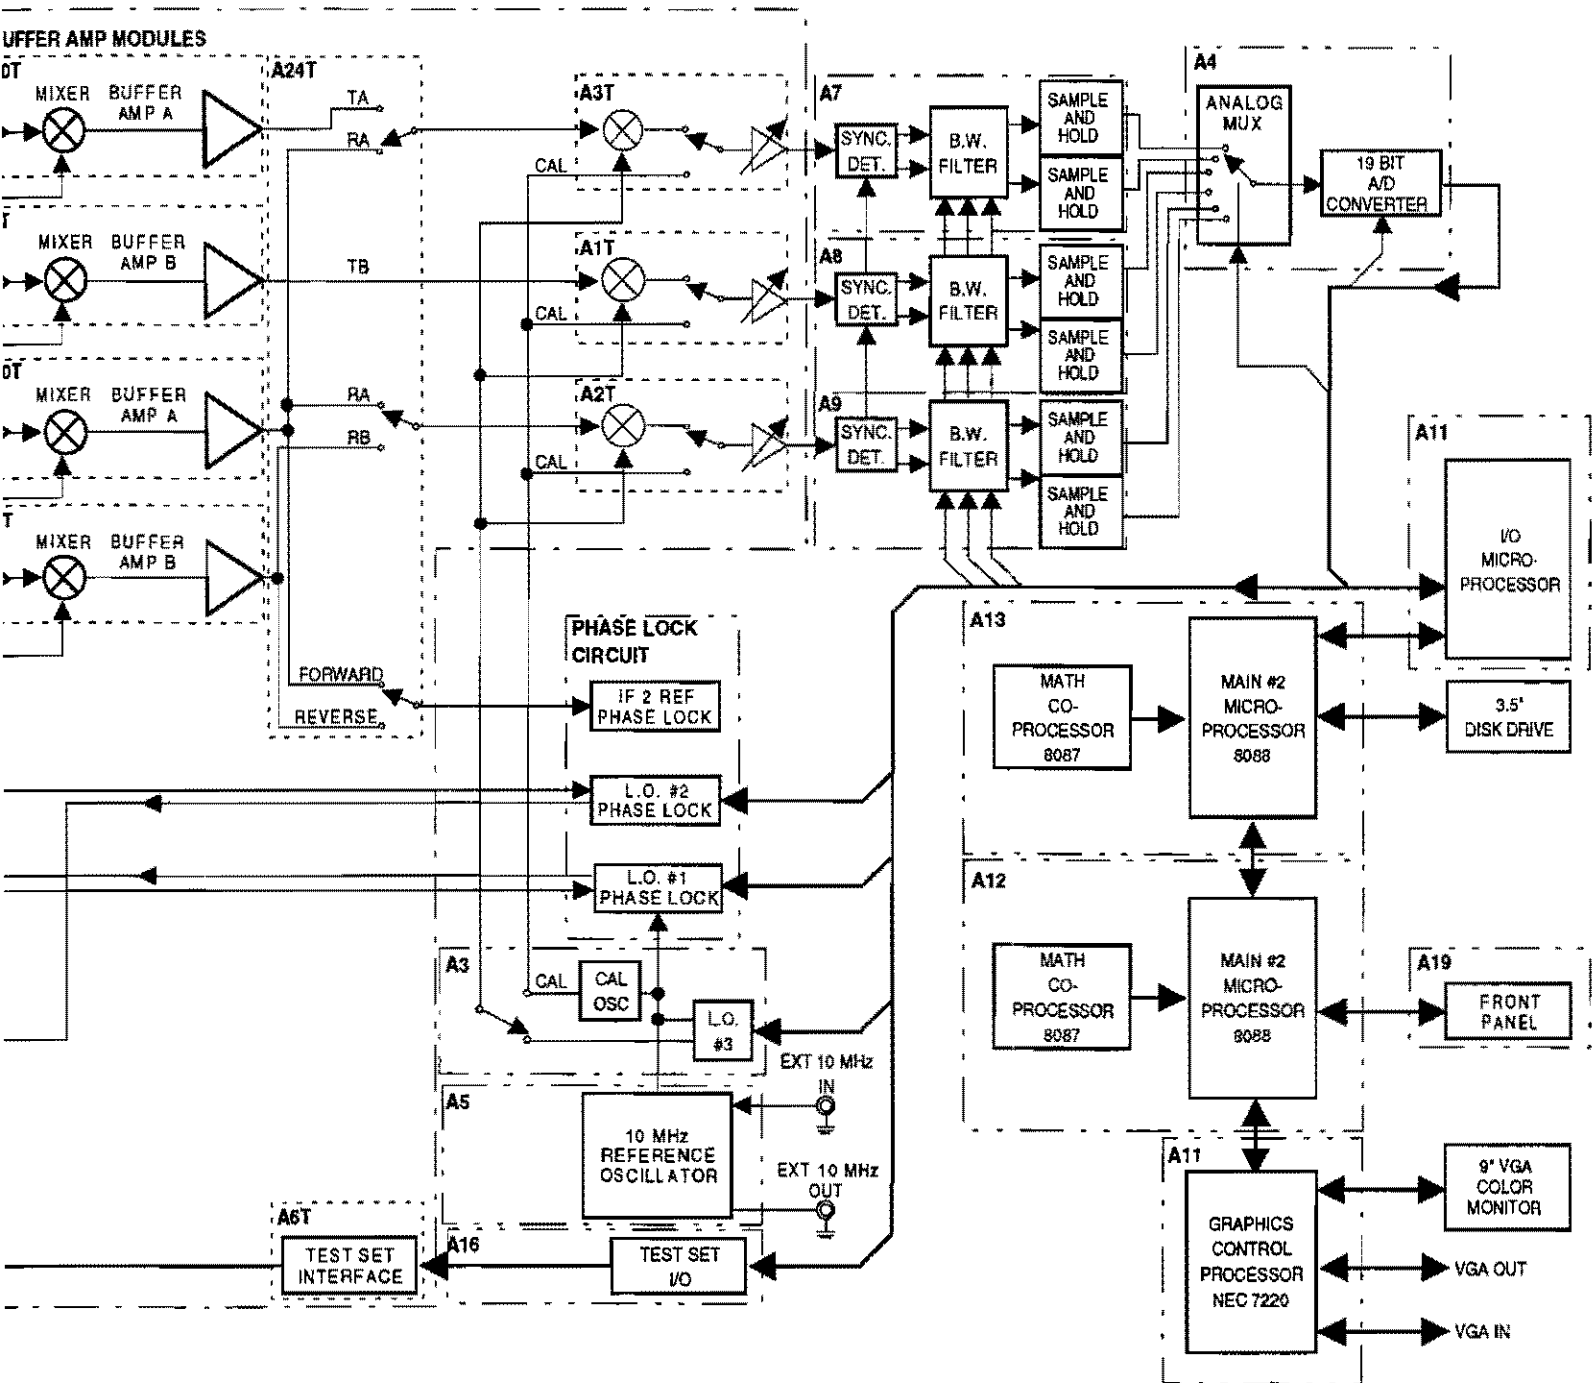 UFFER AMP MODULES
0T
MIXER
BUFFER
AMP A
T
MIXER
BUFFER
AMP B
0T
MIXER
BUFFER
AMP A
T
MIXER
BUFFER
AMP B
A24T
TA
RA
TB
RA
RB
FORWARD
REVERSE
A3T
CAL
A1T
CAL
A2T
CAL
A7
SYNC.
DET.
B.W.
FILTER
SAMPLE
AND
HOLD
SAMPLE
AND
HOLD
A8
SYNC.
DET.
B.W.
FILTER
SAMPLE
AND
HOLD
SAMPLE
AND
HOLD
A9
SYNC.
DET.
B.W.
FILTER
SAMPLE
AND
HOLD
SAMPLE
AND
HOLD
A4
ANALOG
MUX
19 BIT
A/D
CONVERTER
A11
I/O
MICRO-
PROCESSOR
PHASE LOCK
CIRCUIT
IF 2 REF
PHASE LOCK
L.O. #2
PHASE LOCK
L.O. #1
PHASE LOCK
A3
CAL
CAL
OSC
L.O.
#3
A5
10 MHz
REFERENCE
OSCILLATOR
EXT 10 MHz
IN
EXT 10 MHz
OUT
A6T
TEST SET
INTERFACE
A16
TEST SET
I/O
A13
MATH
CO-
PROCESSOR
8087
MAIN #2
MICRO-
PROCESSOR
8088
3.5"
DISK DRIVE
A12
MATH
CO-
PROCESSOR
8087
MAIN #2
MICRO-
PROCESSOR
8088
A19
FRONT
PANEL
A11
GRAPHICS
CONTROL
PROCESSOR
NEC 7220
9" VGA
COLOR
MONITOR
VGA OUT
VGA IN